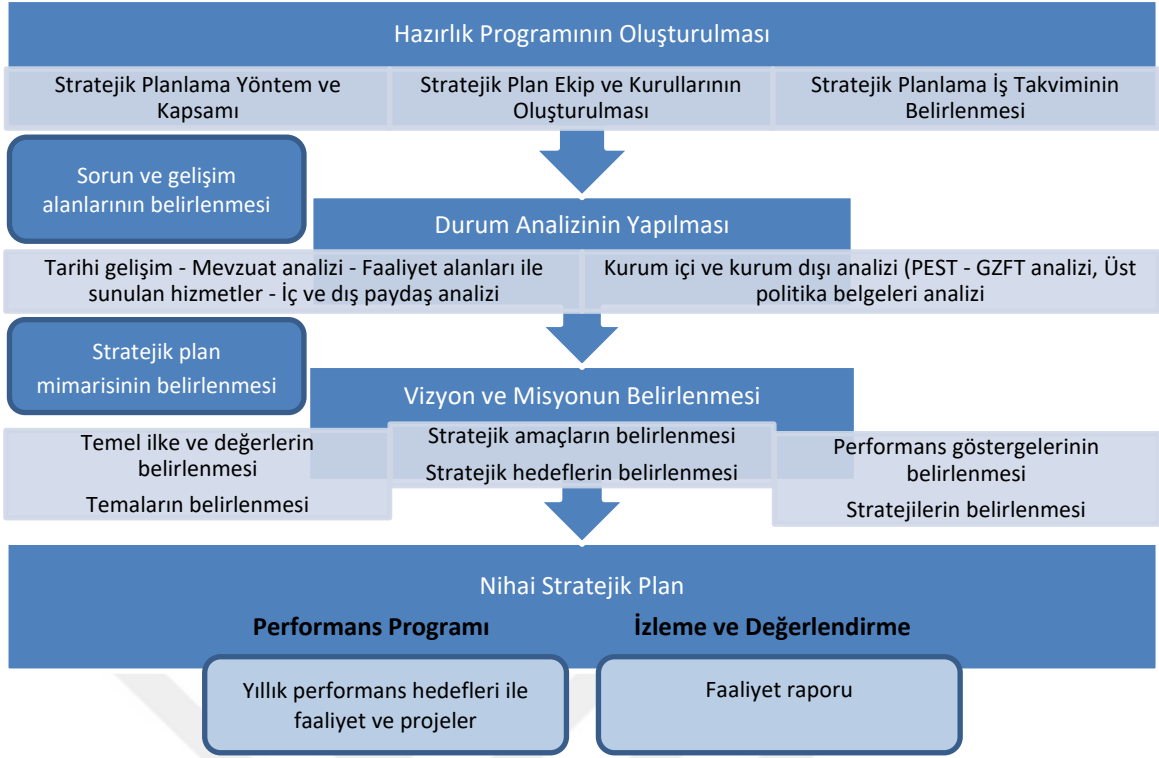 Hazırlık Programının Oluşturulması
Stratejik Planlama Yöntem ve
Kapsamı
Stratejik Plan Ekip ve Kurullarının
Oluşturulması
Stratejik Planlama İş Takviminin
Belirlenmesi
Sorun ve gelişim
alanlarının belirlenmesi
Durum Analizinin Yapılması
Tarihi gelişim - Mevzuat analizi - Faaliyet alanları ile
sunulan hizmetler - İç ve dış paydaş analizi
Kurum içi ve kurum dışı analizi (PEST - GZFT analizi, Üst
politika belgeleri analizi
Stratejik plan
mimarisinin belirlenmesi
Vizyon ve Misyonun Belirlenmesi
Temel ilke ve değerlerin
belirlenmesi
Temaların belirlenmesi
Stratejik amaçların belirlenmesi
Stratejik hedeflerin belirlenmesi
Performans göstergelerinin
belirlenmesi
Stratejilerin belirlenmesi
Nihai Stratejik Plan
Performans Programı
İzleme ve Değerlendirme
Yıllık performans hedefleri ile
faaliyet ve projeler
Faaliyet raporu